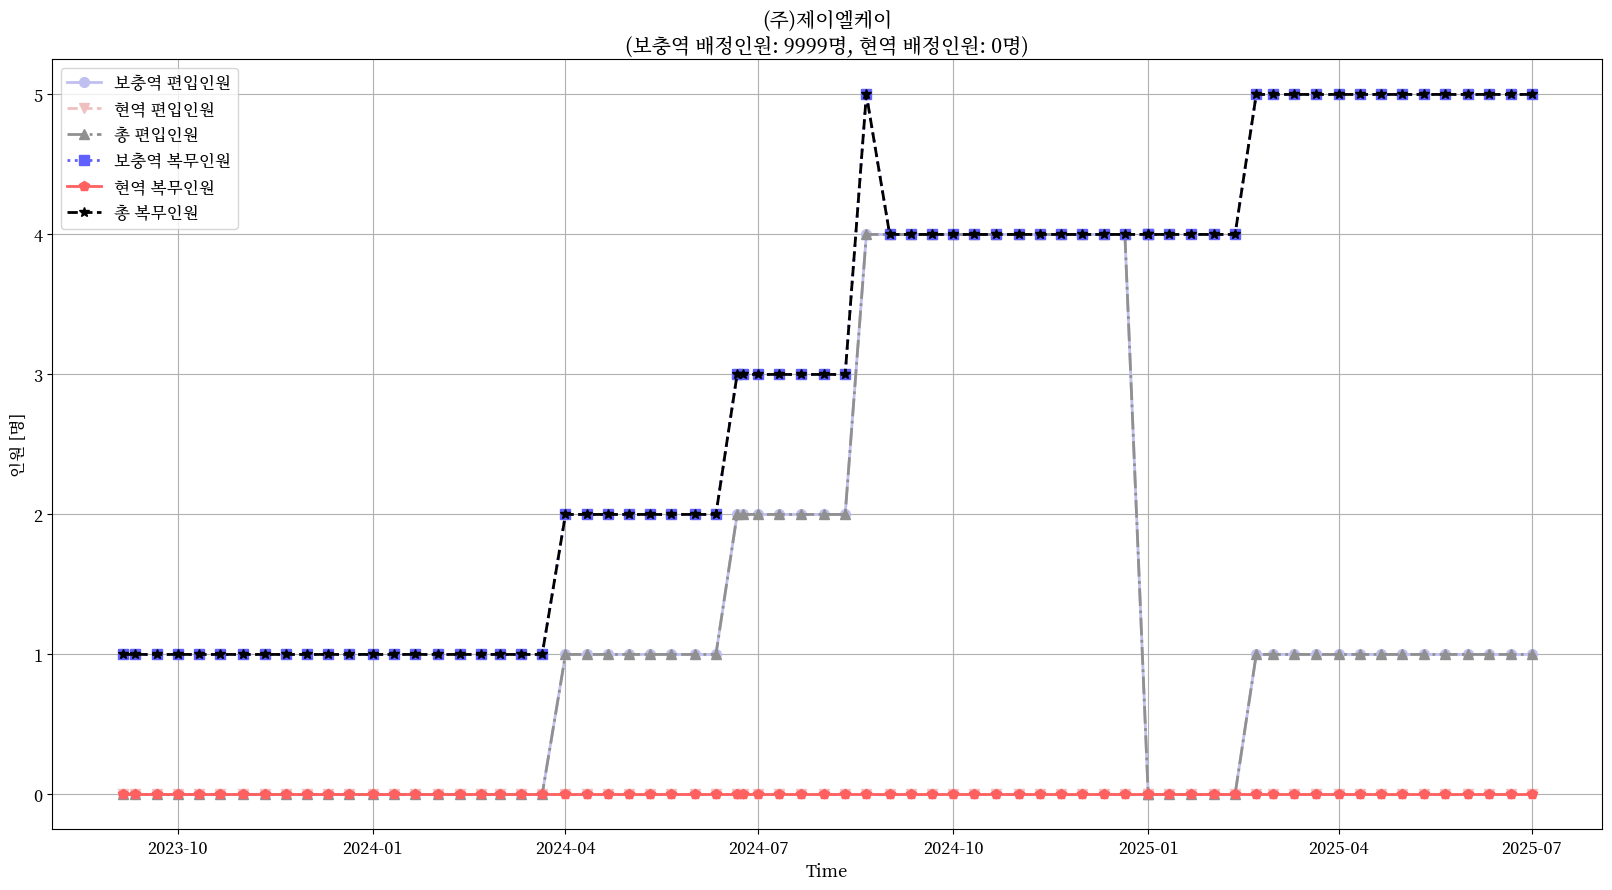 (주)제이엘케이
(보충역 배정인원: 9999명, 현역 배정인원: 0명)
보충역 편입인원
현역 편입인원
총 편입인원
보충역 복무인원
현역 복무인원
총 복무인원
인원 [명]
5
4
3
2
1
0
2023-10
2024-01
2024-04
2024-07
2024-10
2025-01
2025-04
2025-07
Time